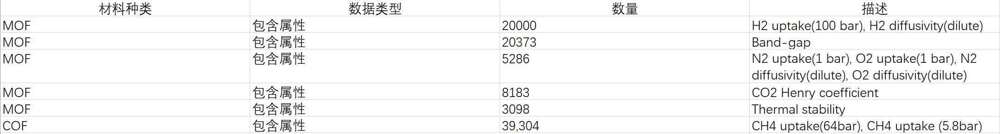 材料种类 数据类型 数量 描述
MOF 包含属性 20000 H2 uptake(100 bar), H2 diffusivity(dilute)
MOF 包含属性 20373 Band-gap
MOF 包含属性 5286 N2 uptake(1 bar), O2 uptake(1 bar), N2
diffusivity(dilute), O2 diffusivity(dilute)
MOF 包含属性 8183 CO2 Henry coefficient
MOF 包含属性 3098 Thermal stability
COF 包含属性 39,304 CH4 uptake(64bar), CH4 uptake (5.8bar)